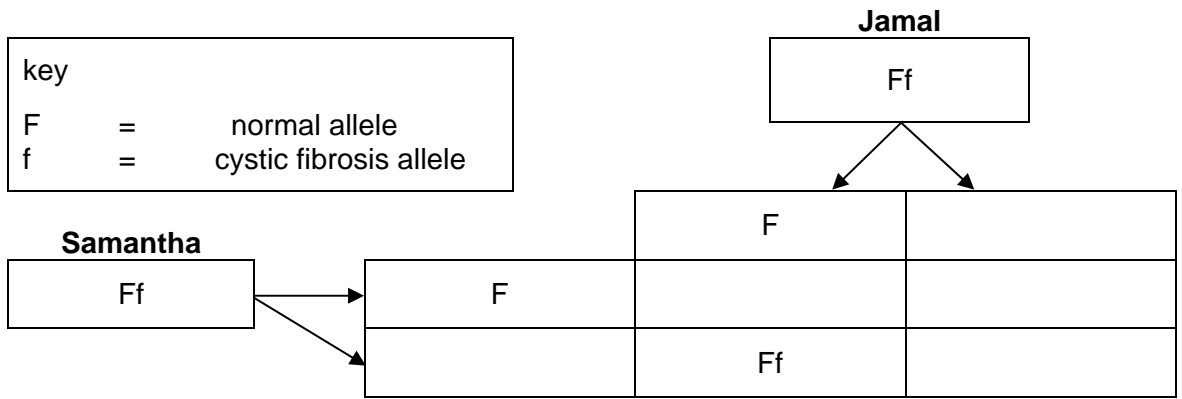 Jamal
key
Ff
F = normal allele
f = cystic fibrosis allele
F
Samantha
Ff F
Ff